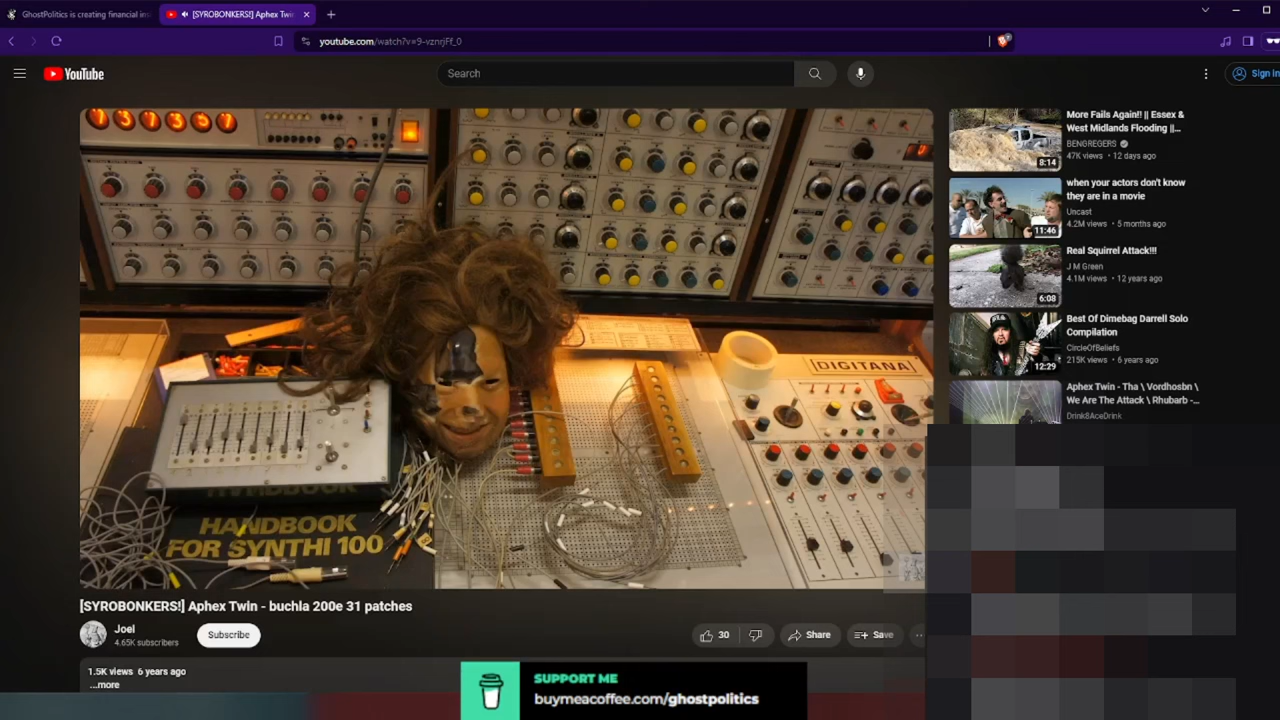 GhostPolitics is creating financial ins
[SYROBONKERS!] Aphex Twin
youtube.com/watch?v=9-vznrjFf_0
YouTube
Search
Sign in
DIGITANA
HANDBOOK
FOR SYNTHI 100
More Fails Again!! || Essex &
West Midlands Flooding ||...
BENGREGERS
47K views • 12 days ago
8:14
when your actors don't know
they are in a movie
Uncast
4.2M views • 5 months ago
11:46
Real Squirrel Attack!!!
J M Green
4.1M views • 12 years ago
6:08
Best Of Dimebag Darrell Solo
Compilation
CircleOfBeliefs
215K views • 6 years ago
12:29
Aphex Twin - Tha \ Vordhosbn \
We Are The Attack \ Rhubarb -...
Drink8AceDrink
[SYROBONKERS!] Aphex Twin - buchla 200e 31 patches
Joel
4.65K subscribers
Subscribe
30
Share
Save
1.5K views 6 years ago
...more
SUPPORT ME
buymeacoffee.com/ghostpolitics